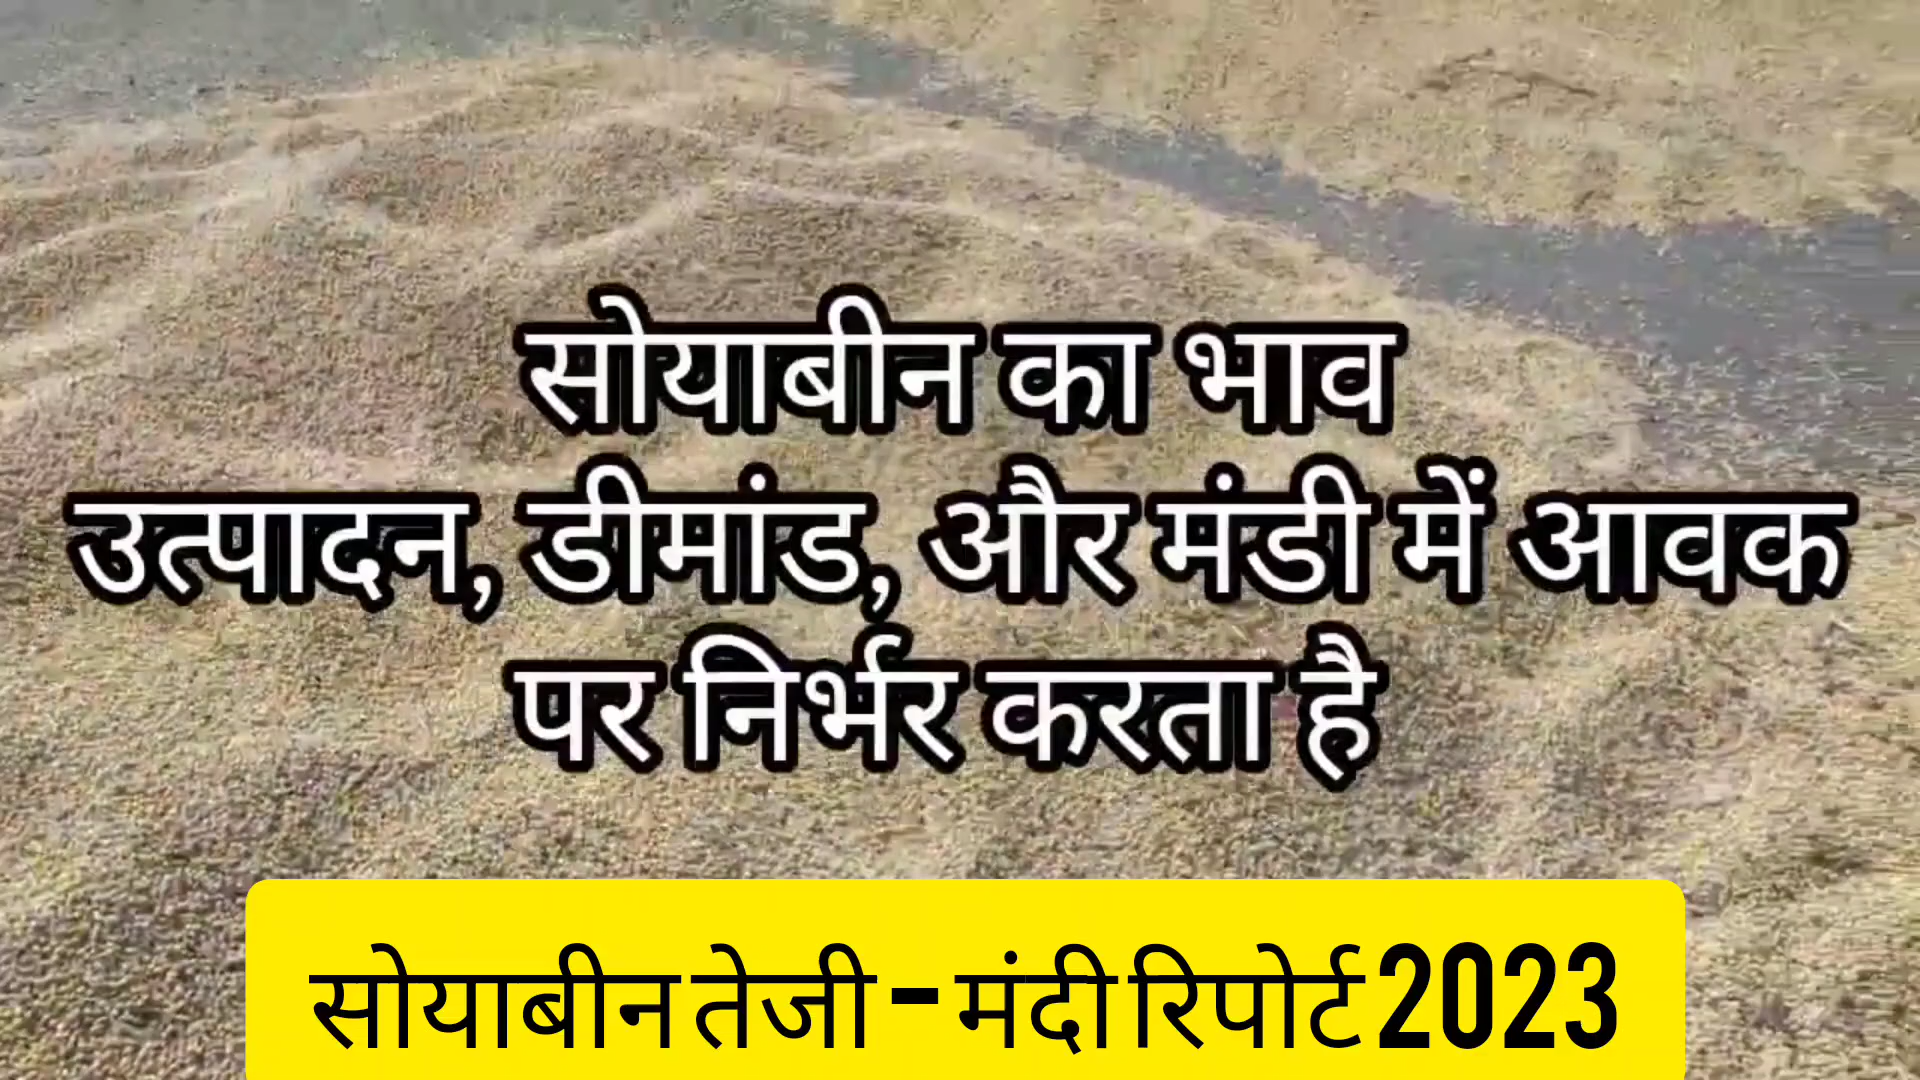 सोयाबीन का भाव
उत्पादन, डीमांड, और मंडी में आवक
पर निर्भर करता है
सोयाबीन तेजी - मंदी रिपोर्ट 2023